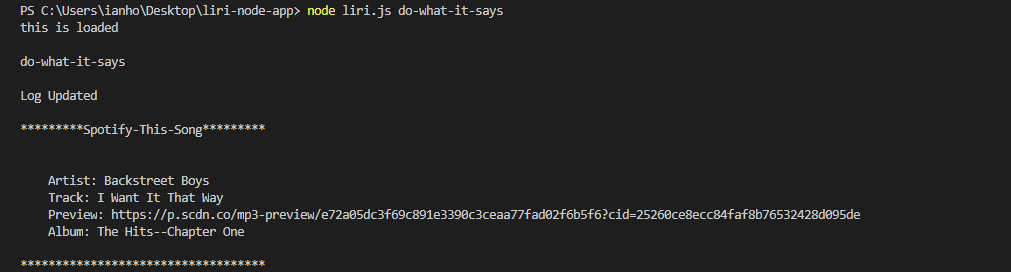 PS C:\Users\ianho\Desktop\liri-node-app> node liri.js do-what-it-says
this is loaded
do-what-it-says
Log Updated
*********Spotify-This-Song*********
Artist: Backstreet Boys
Track: I Want It That Way
Preview: https://p.scdn.co/mp3-preview/e72a05dc3f69c891e3390c3ceaa77fad02f6b5f6?cid=25260ce8ecc84faf8b76532428d095de
Album: The Hits--Chapter One
***********************************